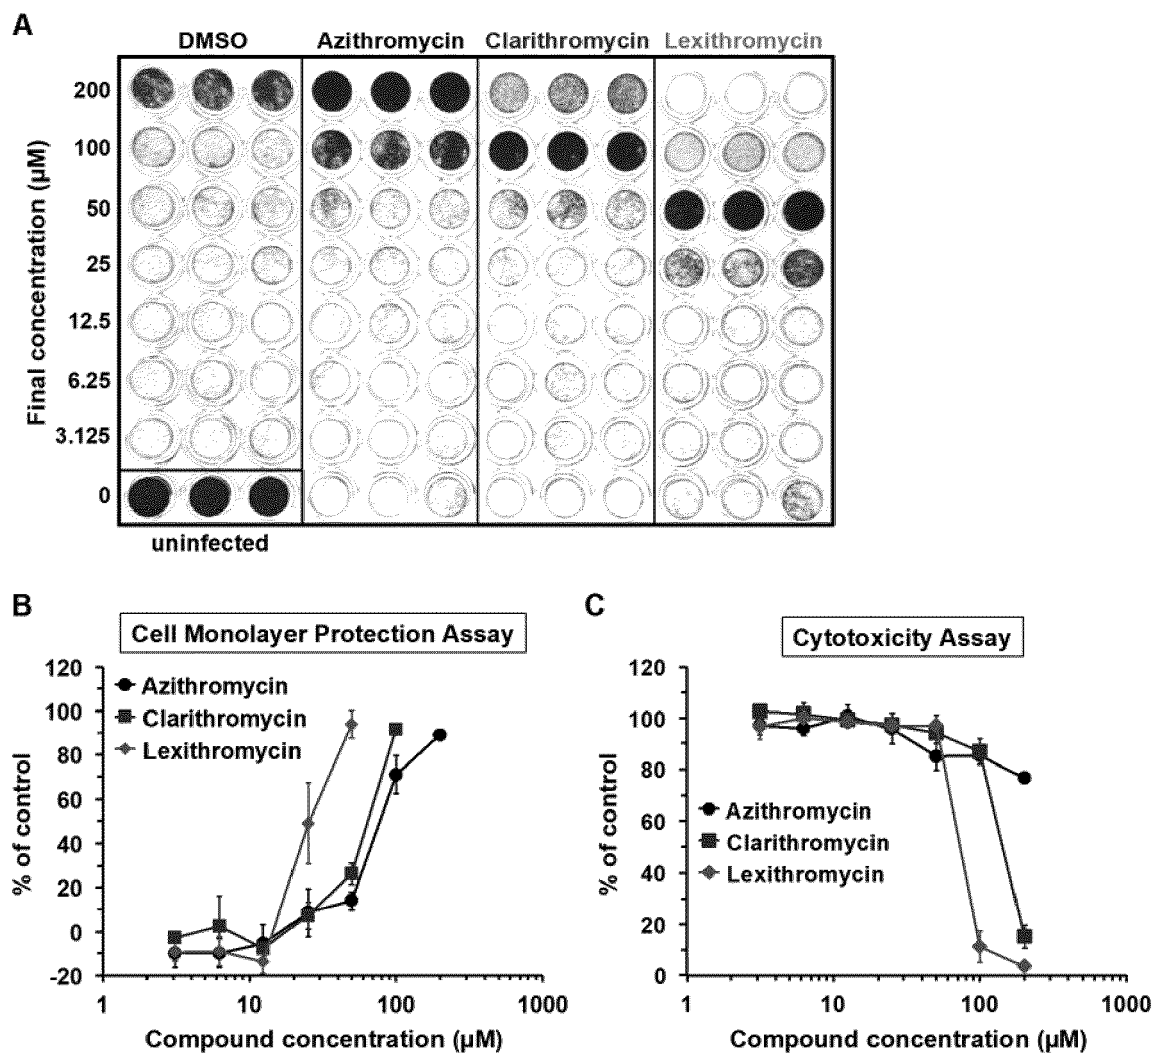 A
DMSO Azithromycin Clarithromycin Lexithromycin
Final concentration (µM)
200
100
50
25
12.5
6.25
3.125
0
uninfected
B
Cell Monolayer Protection Assay
120
100
80
60
40
20
0
-20
% of control
Azithromycin
Clarithromycin
Lexithromycin
1 10 100 1000
Compound concentration (µM)
C
Cytotoxicity Assay
120
100
80
60
40
20
0
% of control
Azithromycin
Clarithromycin
Lexithromycin
1 10 100 1000
Compound concentration (µM)